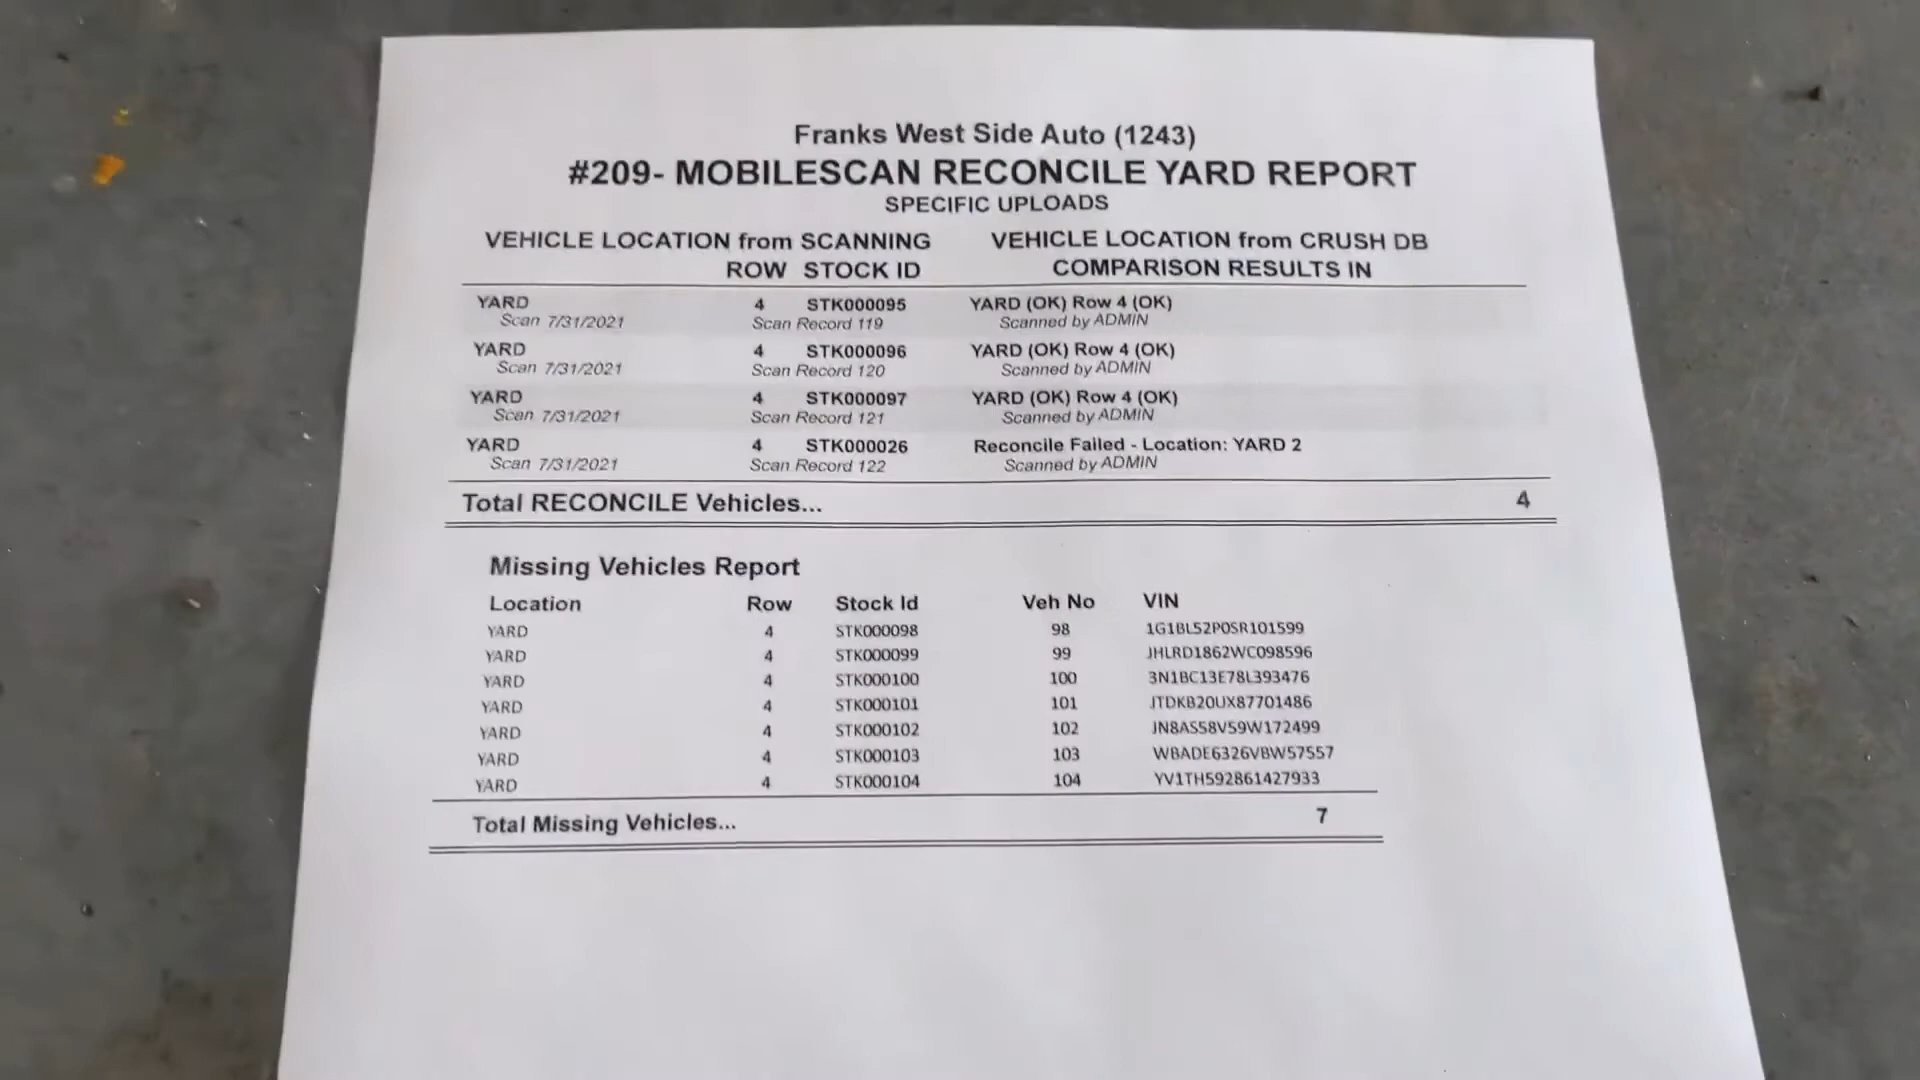 Franks West Side Auto (1243)
#209- MOBILESCAN RECONCILE YARD REPORT
SPECIFIC UPLOADS
VEHICLE LOCATION from SCANNING VEHICLE LOCATION from CRUSH DB
ROW STOCK ID COMPARISON RESULTS IN
YARD 4 STK000095 YARD (OK) Row 4 (OK)
Scan 7/31/2021 Scan Record 119 Scanned by ADMIN
YARD 4 STK000096 YARD (OK) Row 4 (OK)
Scan 7/31/2021 Scan Record 120 Scanned by ADMIN
YARD 4 STK000097 YARD (OK) Row 4 (OK)
Scan 7/31/2021 Scan Record 121 Scanned by ADMIN
YARD 4 STK000026 Reconcile Failed - Location: YARD 2
Scan 7/31/2021 Scan Record 122 Scanned by ADMIN
Total RECONCILE Vehicles... 4
Missing Vehicles Report
Location Row Stock Id Veh No VIN
YARD 4 STK000098 98 1G1BL52P0SR101599
YARD 4 STK000099 99 JHLRD1862WC098596
YARD 4 STK000100 100 3N1BC13E78L393476
YARD 4 STK000101 101 JTDKB20UX87701486
YARD 4 STK000102 102 JN8AS58V59W172499
YARD 4 STK000103 103 WBADE6326VBW57557
YARD 4 STK000104 104 YV1TH592861427933
Total Missing Vehicles... 7